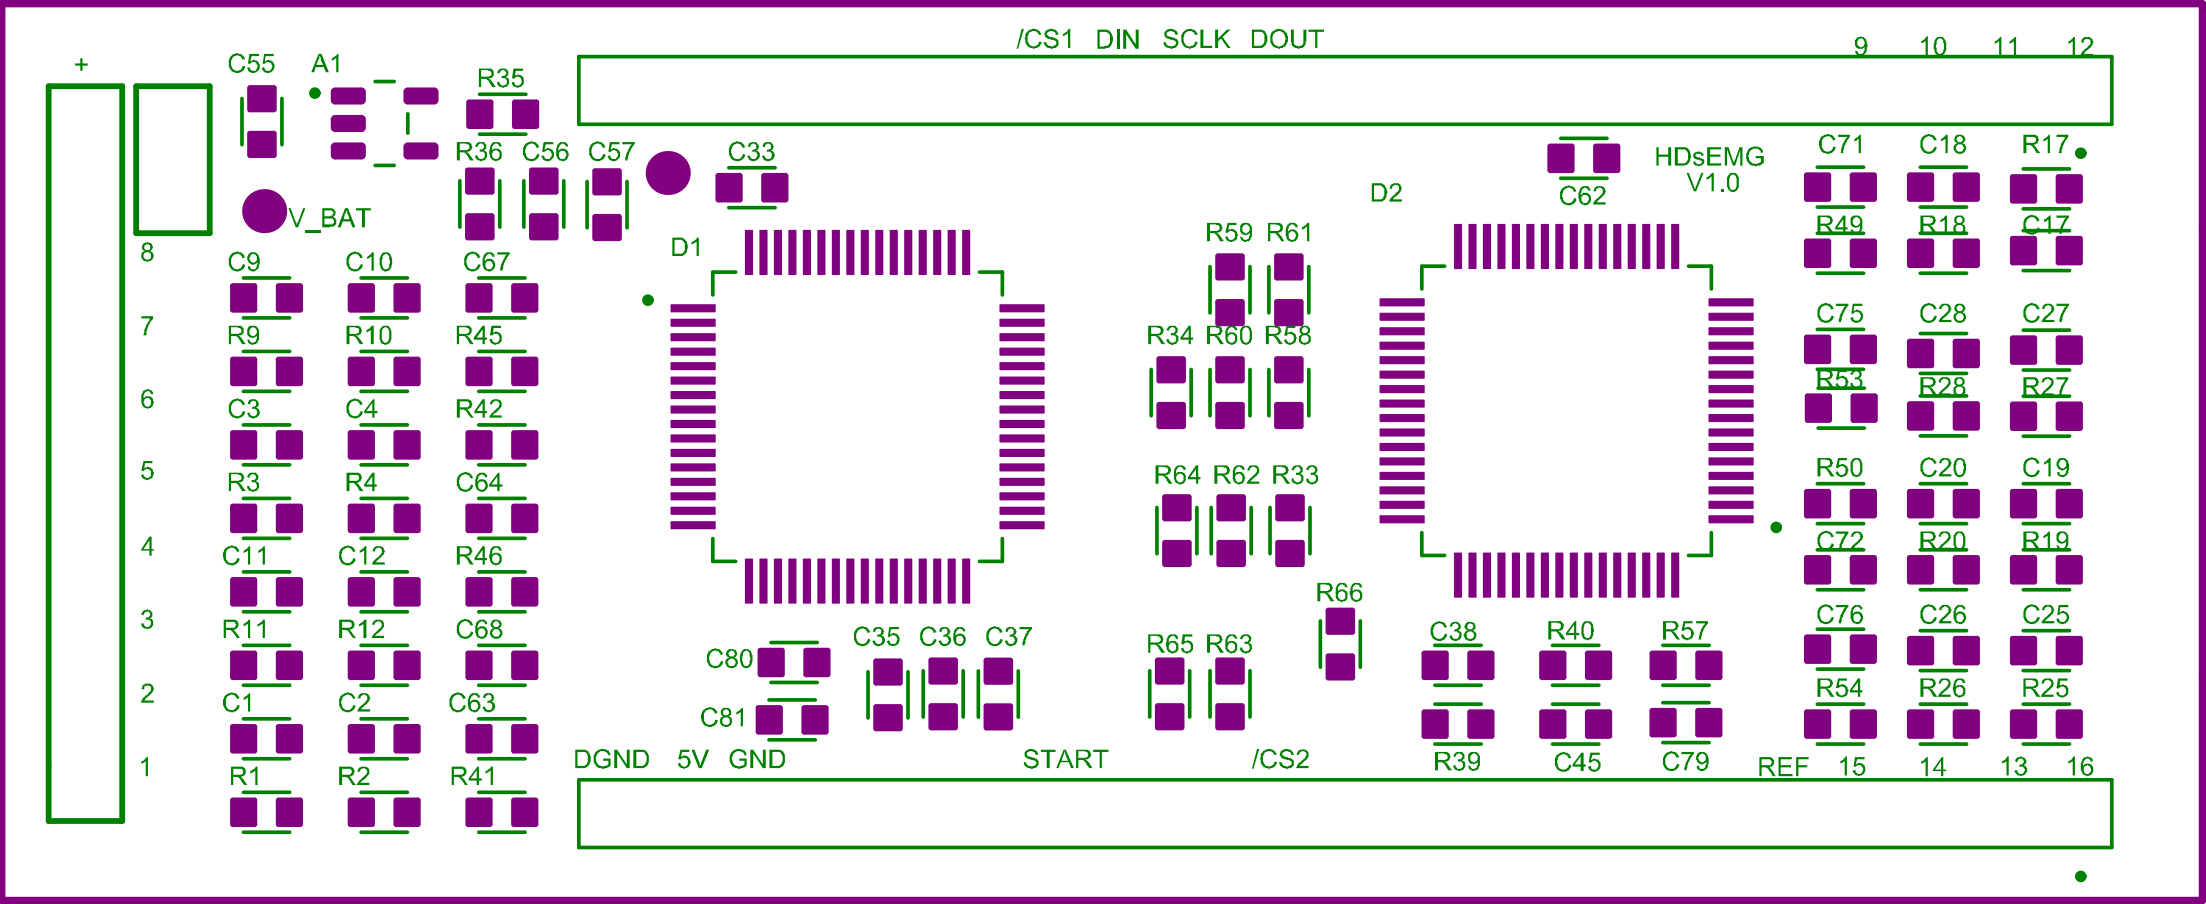 /CS1 DIN SCLK DOUT
9 10 11 12
+
C55 A1
R35
R36 C56 C57 C33
C71 C18 R17
HDsEMG
V1.0
D2
C62
V_BAT
R59 R61
R49 R18 C17
D1
8
C9 C10 C67
C75 C28 C27
7
R9 R10 R45
R34 R60 R58
R53 R28 R27
6
C3 C4 R42
5
R3 R4 C64
R64 R62 R33
R50 C20 C19
4
C11 C12 R46
C72 R20 R19
R66
3
R11 R12 C68
C80 C35 C36 C37
R65 R63
C38 R40 R57
C76 C26 C25
2
C1 C2 C63
C81
R54 R26 R25
DGND 5V GND START /CS2
R39 C45 C79
REF 15 14 13 16
1
R1 R2 R41